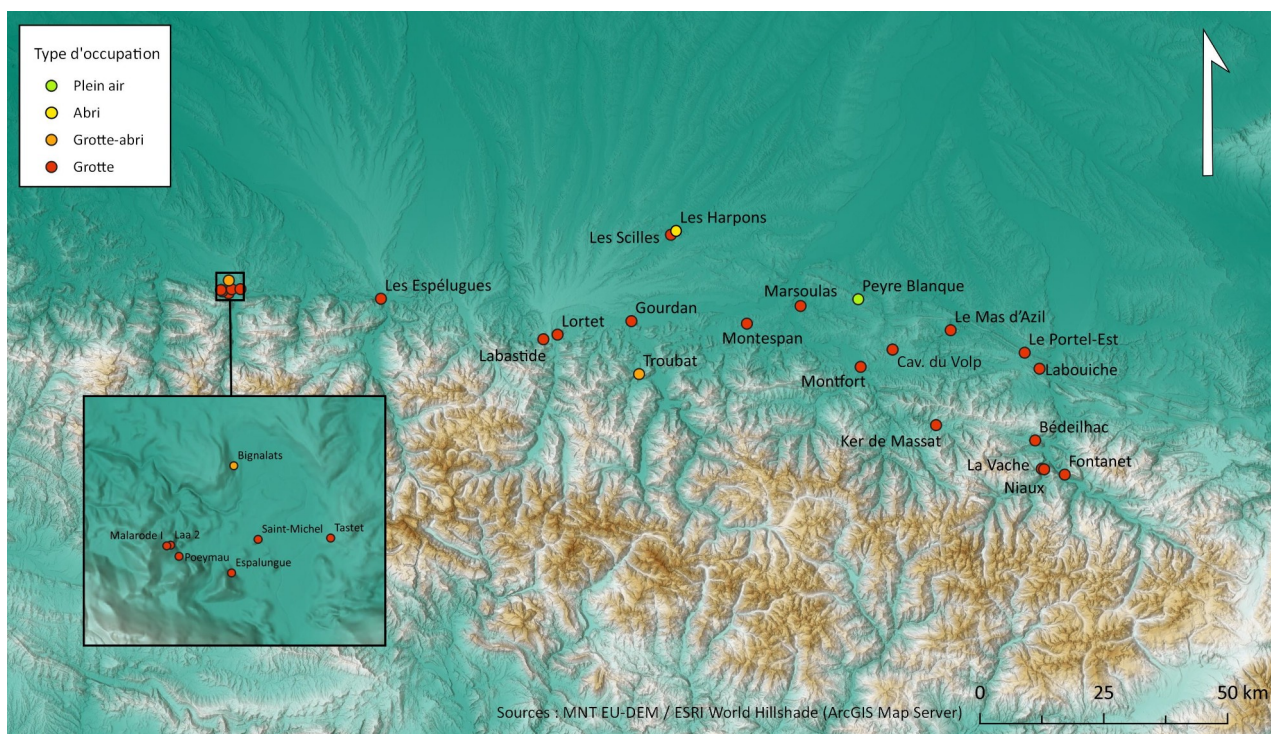 Type d'occupation
Plein air
Abri
Grotte-abri
Grotte
Les Harpons
Les Scilles
Les Espélugues
Peyre Blanque
Marsoulas
Gourdan
Lortet
Le Mas d'Azil
Montespan
Le Portel-Est
Labastide
Troubat
Cav. du Volp
Labouiche
Montfort
Ker de Massat
Bédeilhac
La Vache
Fontanet
Niaux
Bignalats
Saint-Michel
Tastet
Malarode I
Laa 2
Poeymau
Espalungue
0 25 50 km
Sources : MNT EU-DEM / ESRI World Hillshade (ArcGIS Map Server)